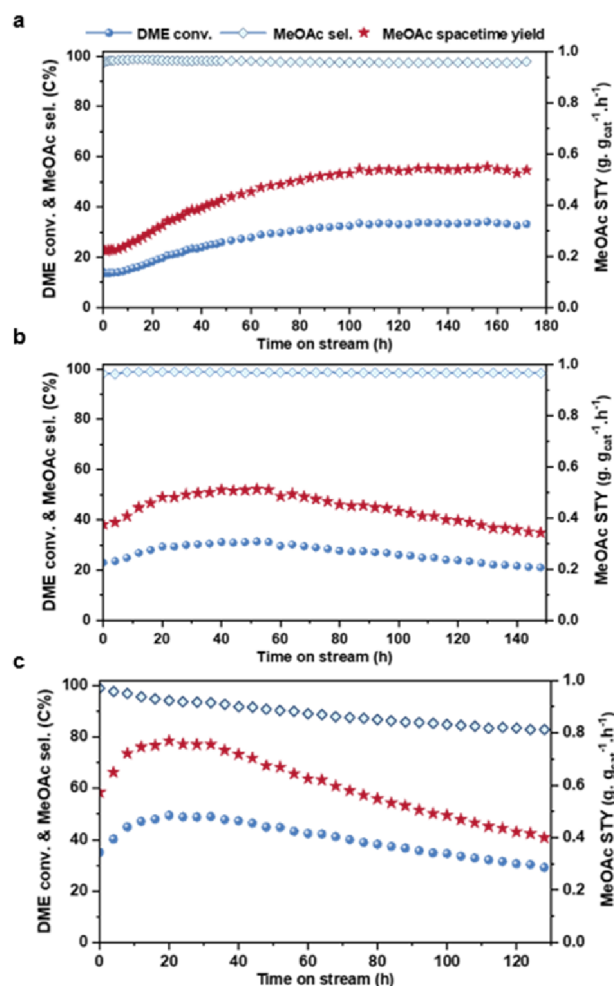 a
DME conv. MeOAc sel. MeOAc spacetime yield
DME conv. & MeOAc sel. (C%)
100
80
60
40
20
0
1.0
0.8
0.6
0.4
0.2
0.0
MeOAc STY (g. gcat-1.h-1)
0 20 40 60 80 100 120 140 160 180
Time on stream (h)
b
DME conv. & MeOAc sel. (C%)
100
80
60
40
20
0
1.0
0.8
0.6
0.4
0.2
0.0
MeOAc STY (g. gcat-1.h-1)
0 20 40 60 80 100 120 140
Time on stream (h)
c
DME conv. & MeOAc sel. (C%)
100
80
60
40
20
0
1.0
0.8
0.6
0.4
0.2
0.0
MeOAc STY (g. gcat-1.h-1)
0 20 40 60 80 100 120
Time on stream (h)